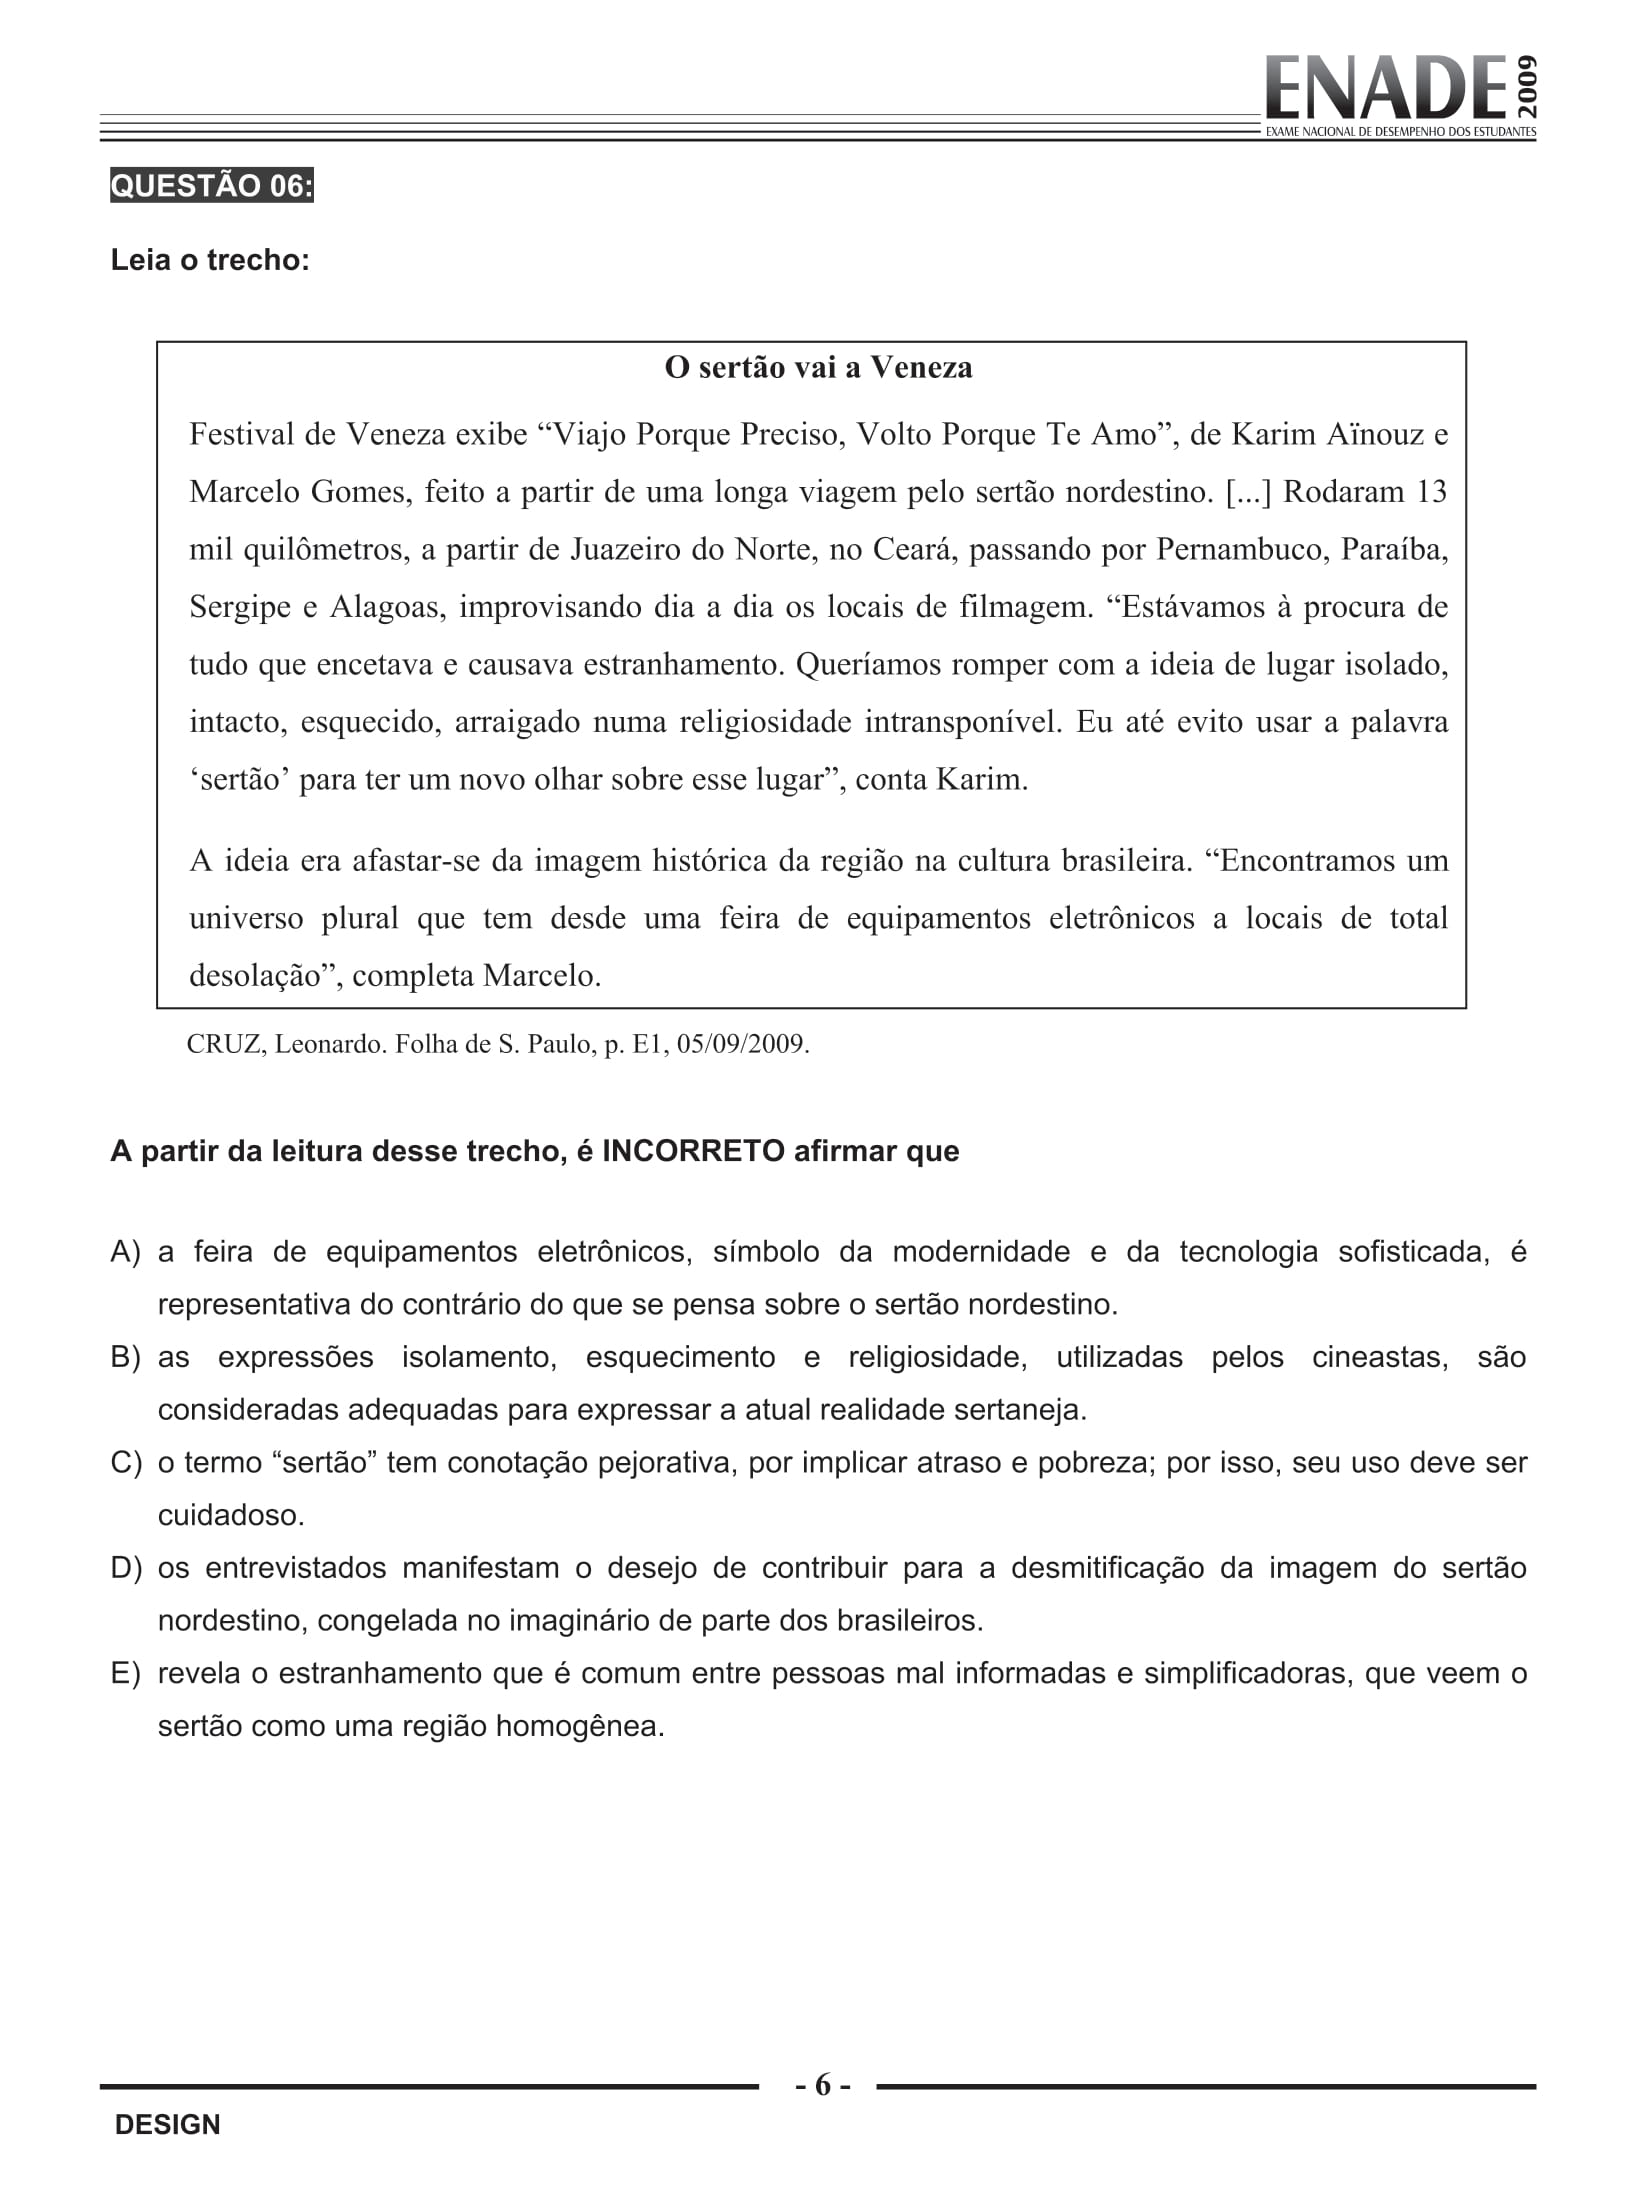 ENADE 2009
EXAME NACIONAL DE DESEMPENHO DOS ESTUDANTES
QUESTÃO 06:
Leia o trecho:
O sertão vai a Veneza
Festival de Veneza exibe “Viajo Porque Preciso, Volto Porque Te Amo”, de Karim Aïnouz e
Marcelo Gomes, feito a partir de uma longa viagem pelo sertão nordestino. [...] Rodaram 13
mil quilômetros, a partir de Juazeiro do Norte, no Ceará, passando por Pernambuco, Paraíba,
Sergipe e Alagoas, improvisando dia a dia os locais de filmagem. “Estávamos à procura de
tudo que encetava e causava estranhamento. Queríamos romper com a ideia de lugar isolado,
intacto, esquecido, arraigado numa religiosidade intransponível. Eu até evito usar a palavra
‘sertão’ para ter um novo olhar sobre esse lugar”, conta Karim.
A ideia era afastar-se da imagem histórica da região na cultura brasileira. “Encontramos um
universo plural que tem desde uma feira de equipamentos eletrônicos a locais de total
desolação”, completa Marcelo.
CRUZ, Leonardo. Folha de S. Paulo, p. E1, 05/09/2009.
A partir da leitura desse trecho, é INCORRETO afirmar que
A) a feira de equipamentos eletrônicos, símbolo da modernidade e da tecnologia sofisticada, é
representativa do contrário do que se pensa sobre o sertão nordestino.
B) as expressões isolamento, esquecimento e religiosidade, utilizadas pelos cineastas, são
consideradas adequadas para expressar a atual realidade sertaneja.
C) o termo “sertão” tem conotação pejorativa, por implicar atraso e pobreza; por isso, seu uso deve ser
cuidadoso.
D) os entrevistados manifestam o desejo de contribuir para a desmitificação da imagem do sertão
nordestino, congelada no imaginário de parte dos brasileiros.
E) revela o estranhamento que é comum entre pessoas mal informadas e simplificadoras, que veem o
sertão como uma região homogênea.
- 6 -
DESIGN